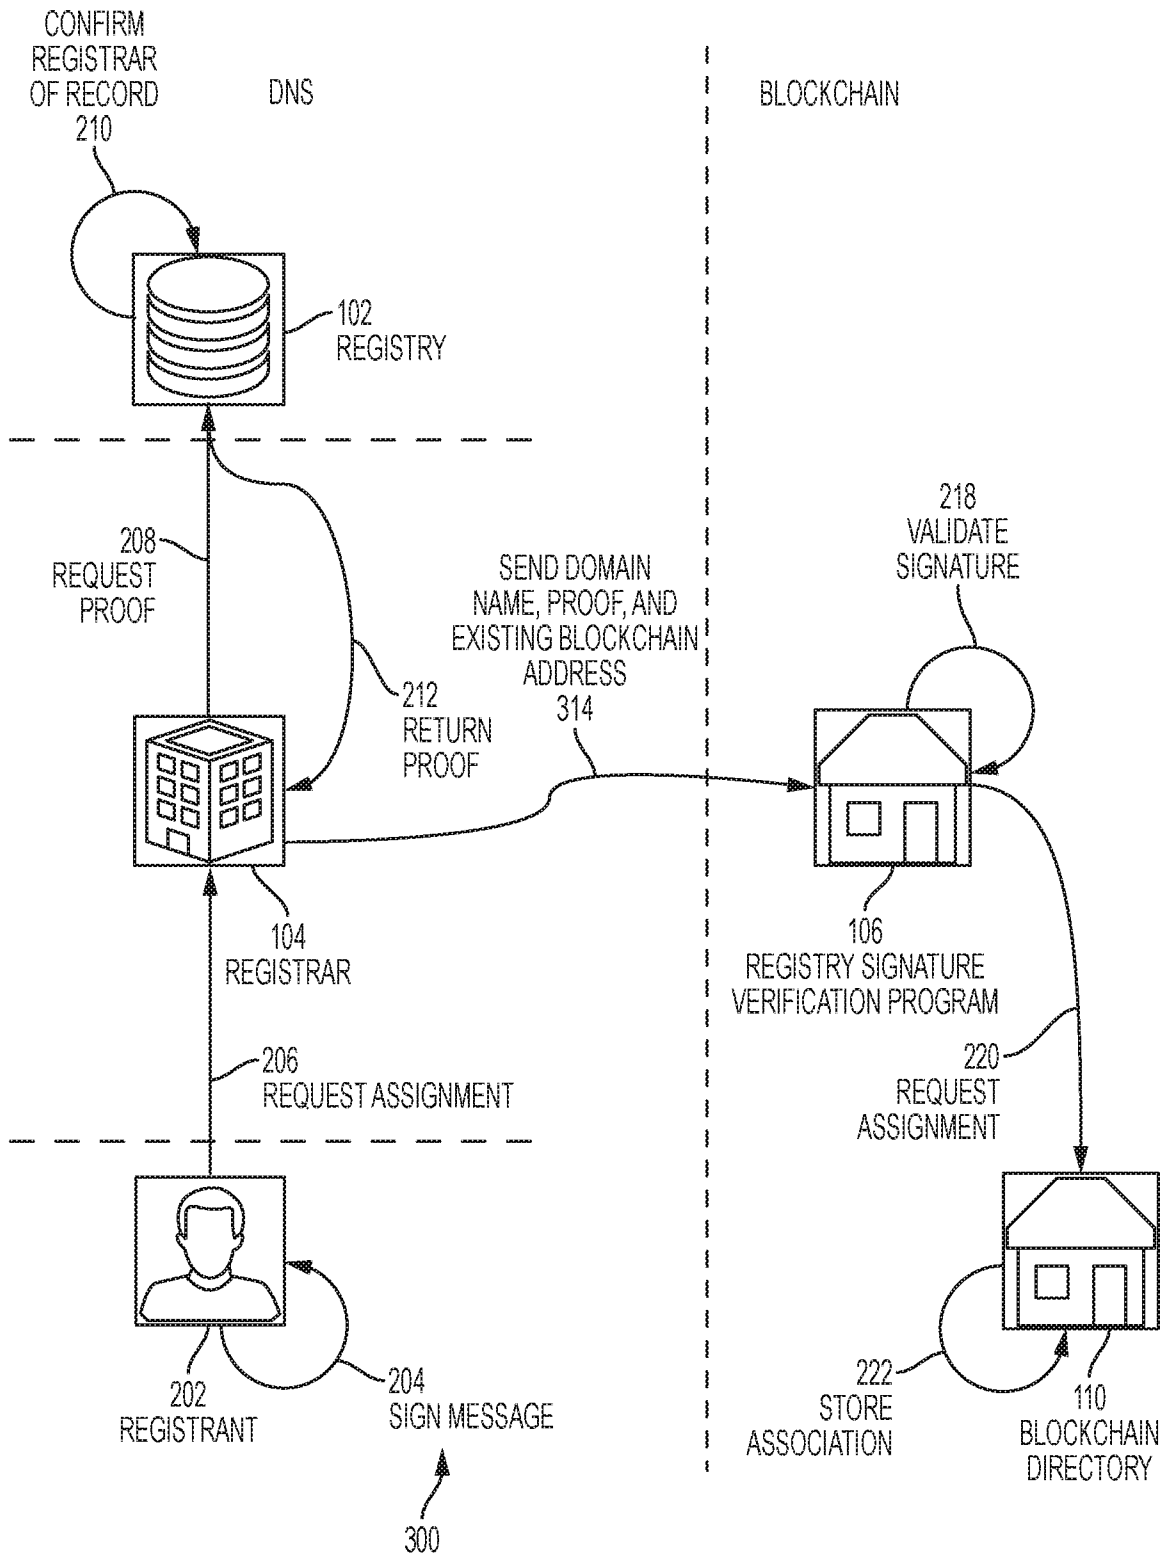 CONFIRM
REGISTRAR
OF RECORD
210
DNS
BLOCKCHAIN
102
REGISTRY
208
REQUEST
PROOF
212
RETURN
PROOF
SEND DOMAIN
NAME, PROOF, AND
EXISTING BLOCKCHAIN
ADDRESS
314
218
VALIDATE
SIGNATURE
104
REGISTRAR
106
REGISTRY SIGNATURE
VERIFICATION PROGRAM
206
REQUEST ASSIGNMENT
220
REQUEST
ASSIGNMENT
202
REGISTRANT
204
SIGN MESSAGE
222
STORE
ASSOCIATION
110
BLOCKCHAIN
DIRECTORY
300